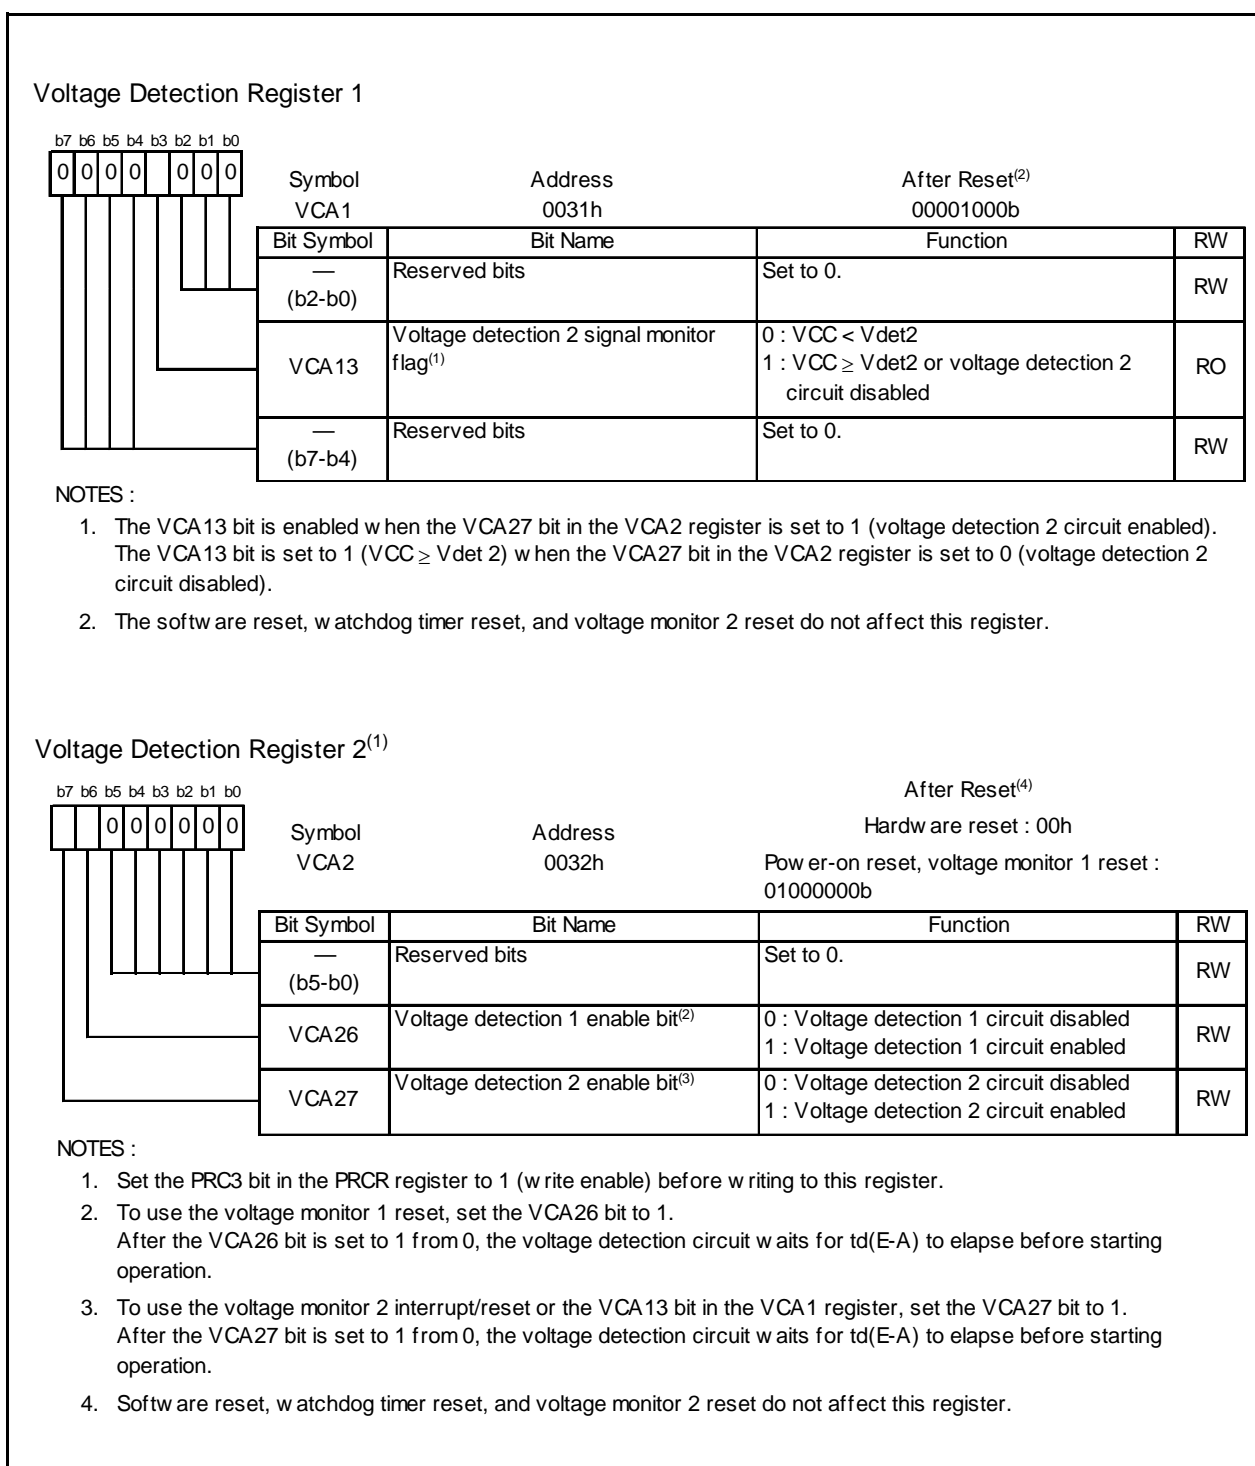 Voltage Detection Register 1
b7 b6 b5 b4 b3 b2 b1 b0
0 0 0 0 0 0 0
Symbol Address After Reset(2)
VCA1 0031h 00001000b
Bit Symbol Bit Name Function RW
— (b2-b0) Reserved bits Set to 0. RW
VCA13 Voltage detection 2 signal monitor flag(1) 0 : VCC < Vdet2
1 : VCC ≥ Vdet2 or voltage detection 2 circuit disabled RO
— (b7-b4) Reserved bits Set to 0. RW
NOTES :
1. The VCA13 bit is enabled when the VCA27 bit in the VCA2 register is set to 1 (voltage detection 2 circuit enabled).
The VCA13 bit is set to 1 (VCC ≥ Vdet 2) when the VCA27 bit in the VCA2 register is set to 0 (voltage detection 2
circuit disabled).
2. The software reset, watchdog timer reset, and voltage monitor 2 reset do not affect this register.
Voltage Detection Register 2(1)
b7 b6 b5 b4 b3 b2 b1 b0
0 0 0 0 0 0
After Reset(4)
Symbol Address Hardware reset : 00h
VCA2 0032h Power-on reset, voltage monitor 1 reset :
01000000b
Bit Symbol Bit Name Function RW
— (b5-b0) Reserved bits Set to 0. RW
VCA26 Voltage detection 1 enable bit(2) 0 : Voltage detection 1 circuit disabled
1 : Voltage detection 1 circuit enabled RW
VCA27 Voltage detection 2 enable bit(3) 0 : Voltage detection 2 circuit disabled
1 : Voltage detection 2 circuit enabled RW
NOTES :
1. Set the PRC3 bit in the PRCR register to 1 (write enable) before writing to this register.
2. To use the voltage monitor 1 reset, set the VCA26 bit to 1.
After the VCA26 bit is set to 1 from 0, the voltage detection circuit waits for td(E-A) to elapse before starting
operation.
3. To use the voltage monitor 2 interrupt/reset or the VCA13 bit in the VCA1 register, set the VCA27 bit to 1.
After the VCA27 bit is set to 1 from 0, the voltage detection circuit waits for td(E-A) to elapse before starting
operation.
4. Software reset, watchdog timer reset, and voltage monitor 2 reset do not affect this register.